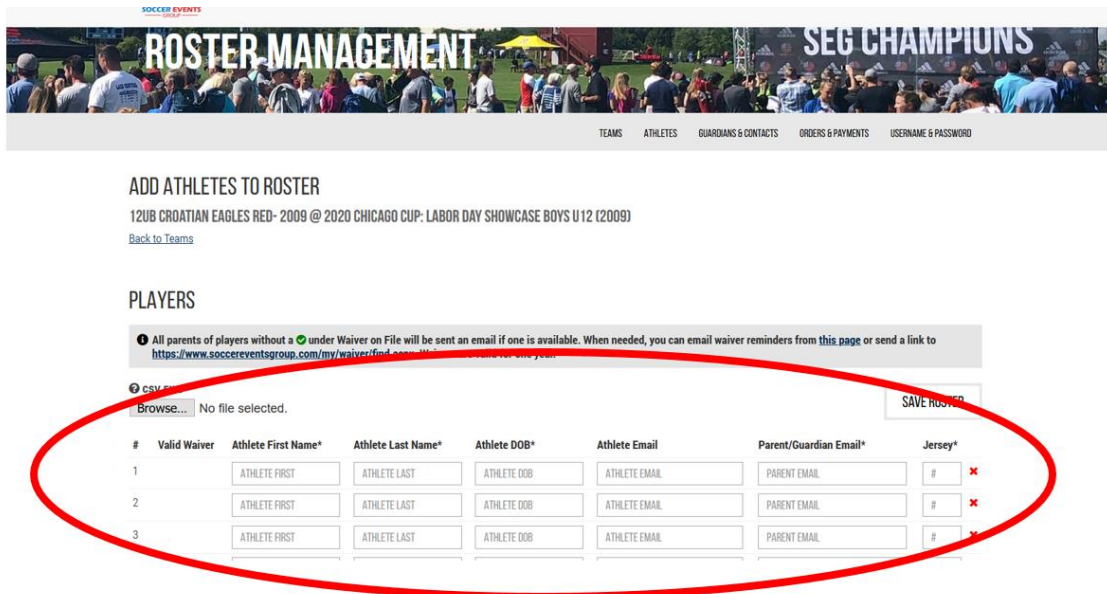 SOCCER EVENTS
GROUP
ROSTER MANAGEMENT
SEG CHAMPIONS
TEAMS ATHLETES GUARDIANS & CONTACTS ORDERS & PAYMENTS USERNAME & PASSWORD
ADD ATHLETES TO ROSTER
12UB CROATIAN EAGLES RED- 2009 @ 2020 CHICAGO CUP: LABOR DAY SHOWCASE BOYS U12 (2009)
Back to Teams
PLAYERS
All parents of players without a under Waiver on File will be sent an email if one is available. When needed, you can email waiver reminders from this page or send a link to
https://www.soccereventsgroup.com/my/waiver/find
CSV
Browse... No file selected.
SAVE ROSTER
# Valid Waiver Athlete First Name* Athlete Last Name* Athlete DOB* Athlete Email Parent/Guardian Email* Jersey*
1 ATHLETE FIRST ATHLETE LAST ATHLETE DOB ATHLETE EMAIL PARENT EMAIL #
2 ATHLETE FIRST ATHLETE LAST ATHLETE DOB ATHLETE EMAIL PARENT EMAIL #
3 ATHLETE FIRST ATHLETE LAST ATHLETE DOB ATHLETE EMAIL PARENT EMAIL #